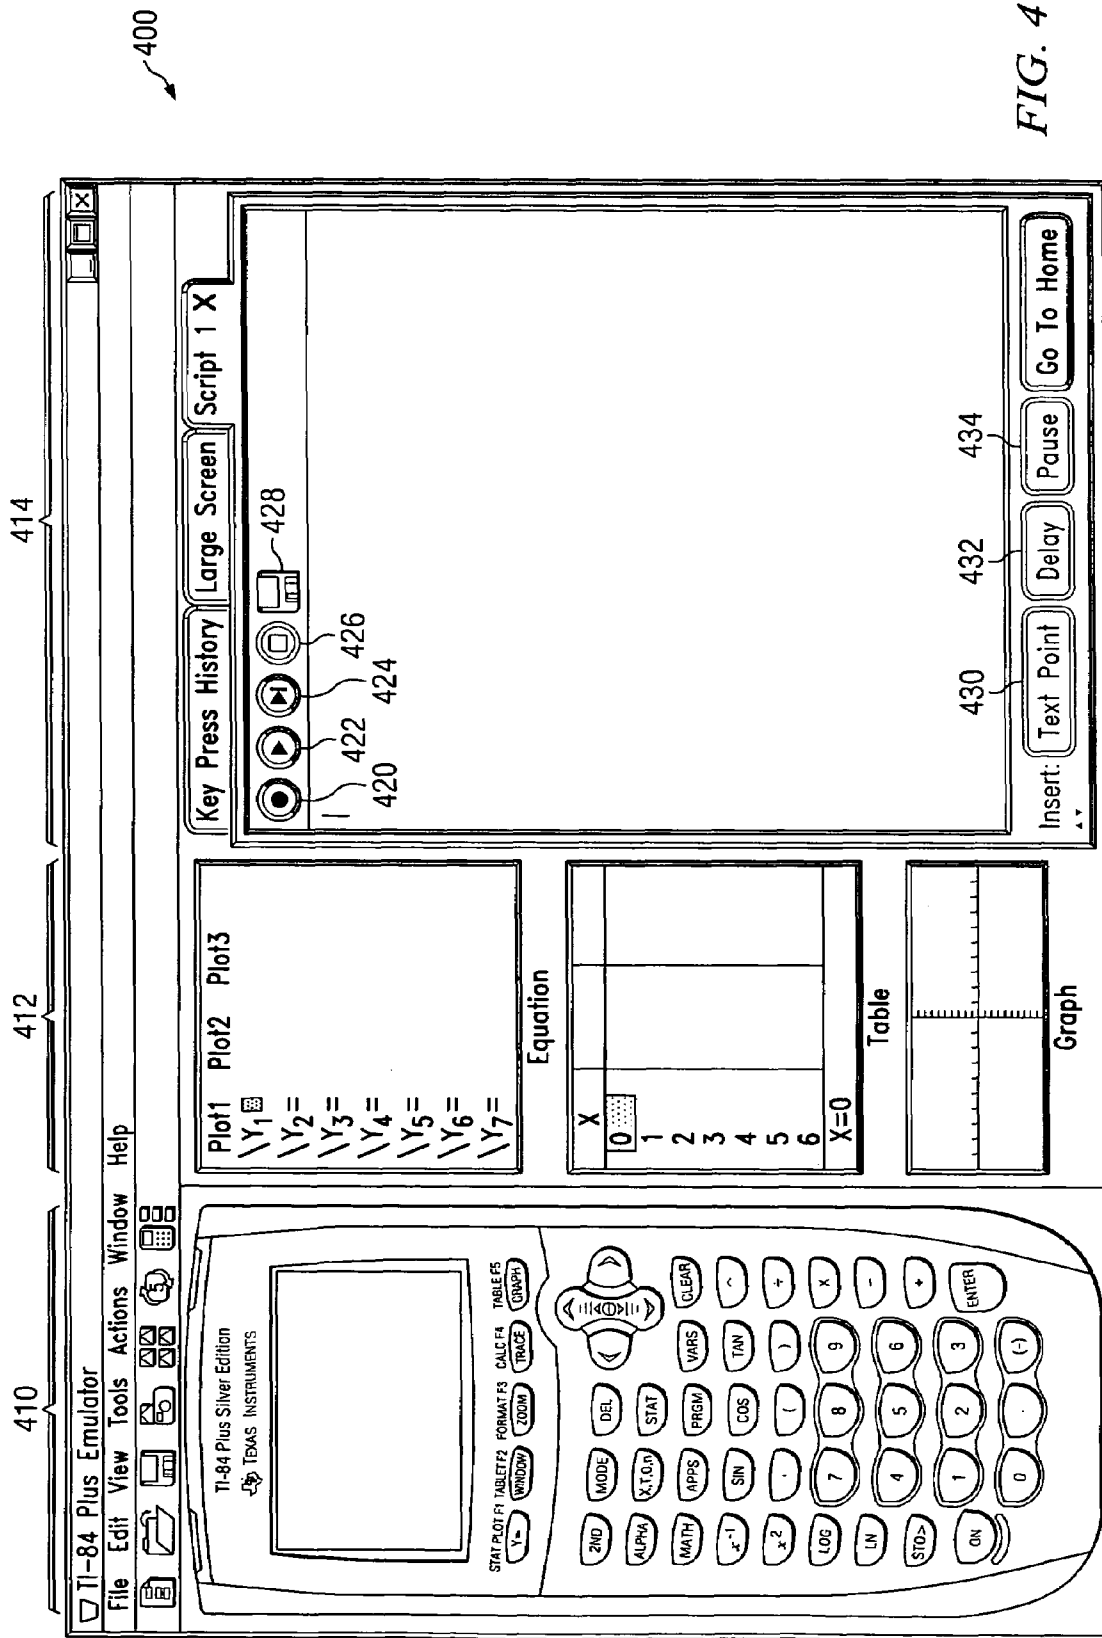 410
412
414
400
TI-84 Plus Emulator
X
File Edit View Tools Actions Window Help
TI-84 Plus Silver Edition
TEXAS INSTRUMENTS
STAT PLOT F1 TABLET F2 FORMAT F3 CALC F4 TABLE F5
Y= WINDOW ZOOM TRACE GRAPH
2ND MODE DEL
ALPHA X,T,O,n STAT
MATH APPS PRGM VARS CLEAR
x-1 SIN COS TAN ^
x2 , ( ) ÷
LOG 7 8 9 X
LN 4 5 6 -
STO> 1 2 3 +
ON 0 . (-) ENTER
Plot1 Plot2 Plot3
\Y1
\Y2=
\Y3=
\Y4=
\Y5=
\Y6=
\Y7=
Equation
X
0
1
2
3
4
5
6
X=0
Table
Graph
Key Press History Large Screen Script 1 X
420 422 424 426 428
430 432 434
Insert: Text Point Delay Pause Go To Home
FIG. 4